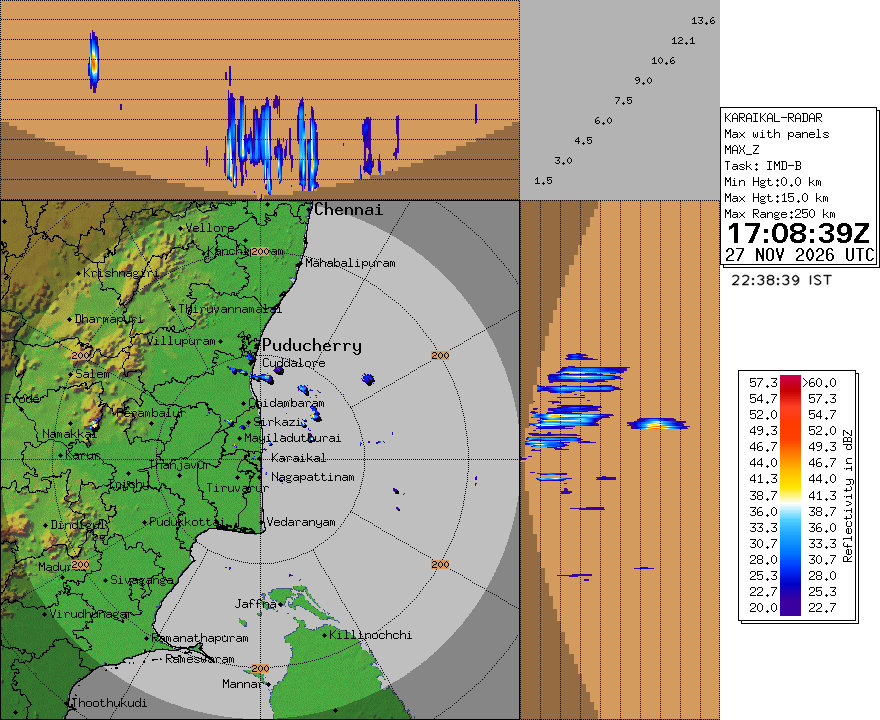 13.6
12.1
10.6
9.0
7.5
6.0
4.5
3.0
1.5
KARAIKAL-RADAR
Max with panels
MAX_Z
Task: IMD-B
Min Hgt:0.0 km
Max Hgt:15.0 km
Max Range:250 km
17:08:39Z
27 NOV 2026 UTC
22:38:39 IST
Chennai
Vellore
200
Mahabalipuram
Krishnagiri
Thiruvannamalai
Dharmapuri
Villupuram
Puducherry
200
200
Cuddalore
Salem
Erode
Chidambaram
Perambalur
Sirkazi
Namakkal
Mayiladuthurai
Karur
Karaikal
Thanjavur
Nagapattinam
Tiruvarur
Dindigul
Pudukkottai
Vedaranyam
200
200
Madurai
Sivaganga
Jaffna
Virudhunagar
Killinochchi
Ramanathapuram
Rameswaram
200
Mannar
Thoothukudi
57.3 >60.0
54.7 57.3
52.0 54.7
49.3 52.0
46.7 49.3
44.0 46.7
41.3 44.0
38.7 41.3
36.0 38.7
33.3 36.0
30.7 33.3
28.0 30.7
25.3 28.0
22.7 25.3
20.0 22.7
Reflectivity in dBZ